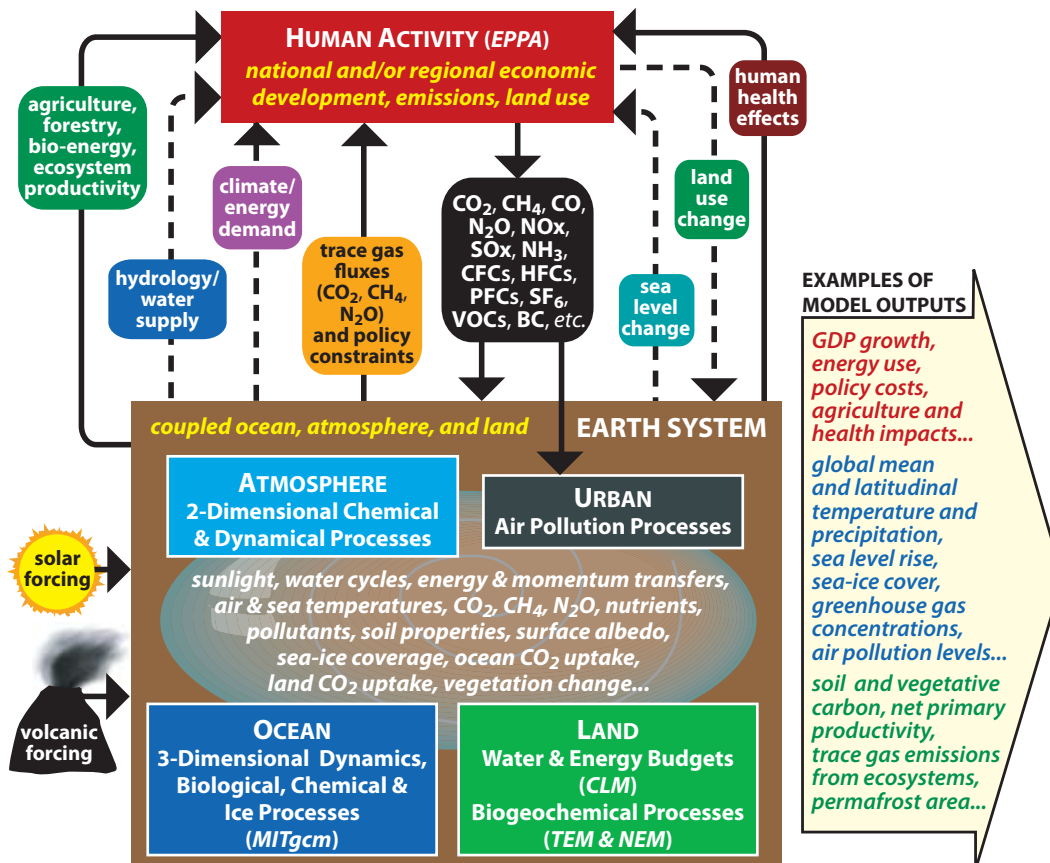 HUMAN ACTIVITY (EPPA)
national and/or regional economic
development, emissions, land use
agriculture,
forestry,
bio-energy,
ecosystem
productivity
hydrology/
water
supply
climate/
energy
demand
trace gas
fluxes
(CO₂, CH₄,
N₂O)
and policy
constraints
CO₂, CH₄, CO,
N₂O, NOx,
SOx, NH₃,
CFCs, HFCs,
PFCs, SF₆,
VOCs, BC, etc.
sea
level
change
land
use
change
human
health
effects
coupled ocean, atmosphere, and land
EARTH SYSTEM
ATMOSPHERE
2-Dimensional Chemical
& Dynamical Processes
URBAN
Air Pollution Processes
solar
forcing
volcanic
forcing
sunlight, water cycles, energy & momentum transfers,
air & sea temperatures, CO₂, CH₄, N₂O, nutrients,
pollutants, soil properties, surface albedo,
sea-ice coverage, ocean CO₂ uptake,
land CO₂ uptake, vegetation change...
OCEAN
3-Dimensional Dynamics,
Biological, Chemical &
Ice Processes
(MITgcm)
LAND
Water & Energy Budgets
(CLM)
Biogeochemical Processes
(TEM & NEM)
EXAMPLES OF
MODEL OUTPUTS
GDP growth,
energy use,
policy costs,
agriculture and
health impacts...
global mean
and latitudinal
temperature and
precipitation,
sea level rise,
sea-ice cover,
greenhouse gas
concentrations,
air pollution levels...
soil and vegetative
carbon, net primary
productivity,
trace gas emissions
from ecosystems,
permafrost area...